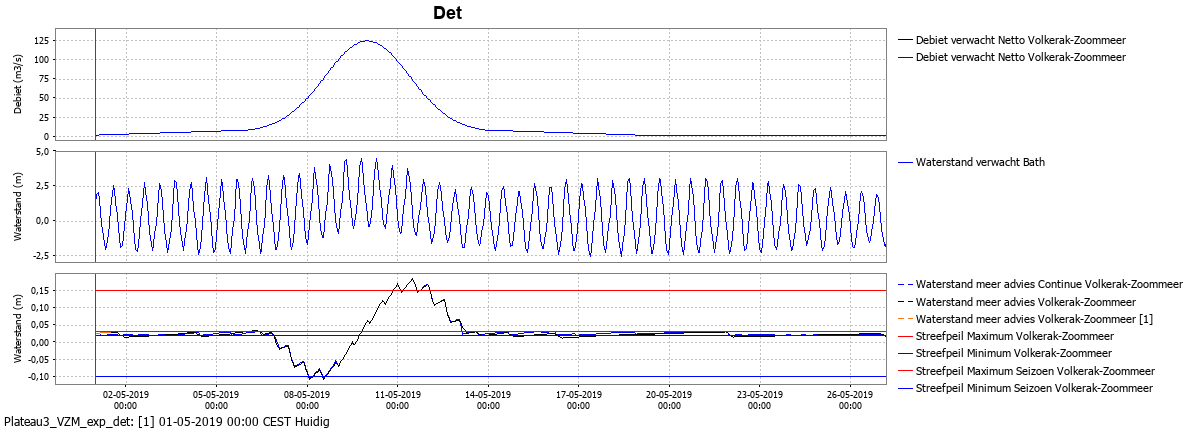 Det
Debiet (m3/s)
125
100
75
50
25
0
Debiet verwacht Netto Volkerak-Zoommeer
Debiet verwacht Netto Volkerak-Zoommeer
Waterstand (m)
5,0
2,5
0,0
-2,5
Waterstand verwacht Bath
Waterstand (m)
0,15
0,10
0,05
0,00
-0,05
-0,10
Waterstand meer advies Continue Volkerak-Zoommeer
Waterstand meer advies Volkerak-Zoommeer
Waterstand meer advies Volkerak-Zoommeer [1]
Streefpeil Maximum Volkerak-Zoommeer
Streefpeil Minimum Volkerak-Zoommeer
Streefpeil Maximum Seizoen Volkerak-Zoommeer
Streefpeil Minimum Seizoen Volkerak-Zoommeer
02-05-2019 05-05-2019 08-05-2019 11-05-2019 14-05-2019 17-05-2019 20-05-2019 23-05-2019 26-05-2019
00:00 00:00 00:00 00:00 00:00 00:00 00:00 00:00 00:00
Plateau3_VZM_exp_det: [1] 01-05-2019 00:00 CEST Huidig